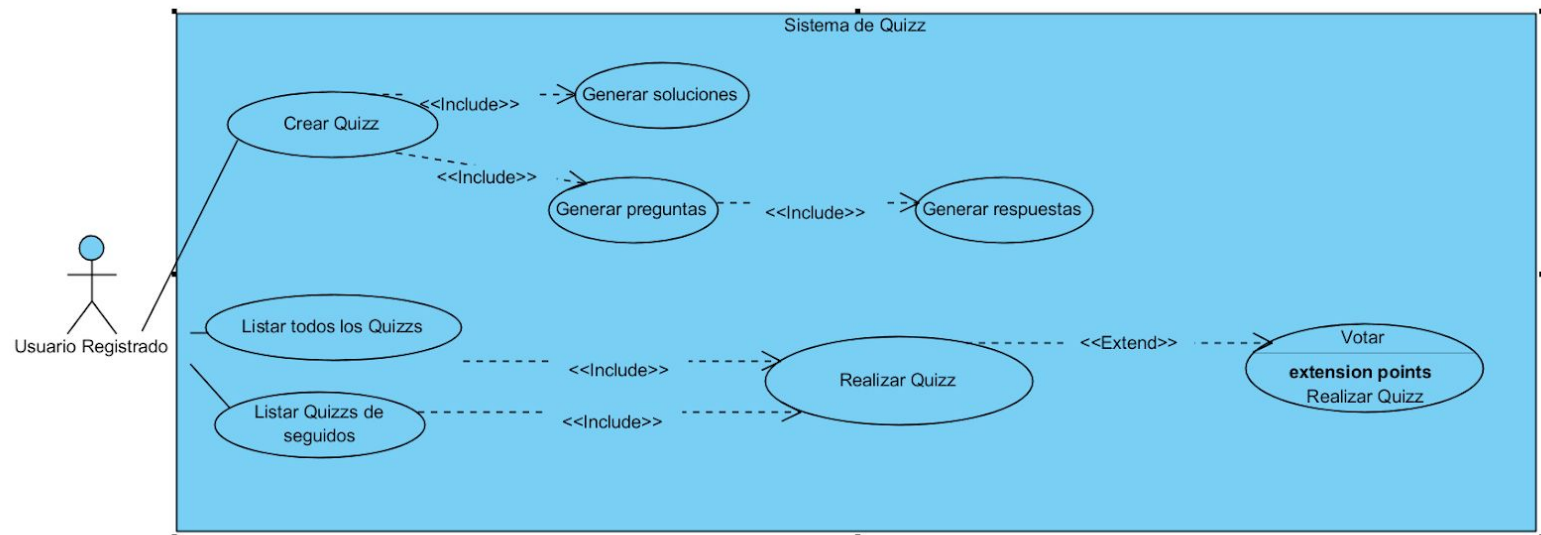 Sistema de Quizz
Generar soluciones
<<Include>>
Crear Quizz
<<Include>>
Generar preguntas
<<Include>>
Generar respuestas
Usuario Registrado
Listar todos los Quizzs
<<Include>>
Listar Quizzs de
seguidos
<<Include>>
Realizar Quizz
<<Extend>>
Votar
extension points
Realizar Quizz